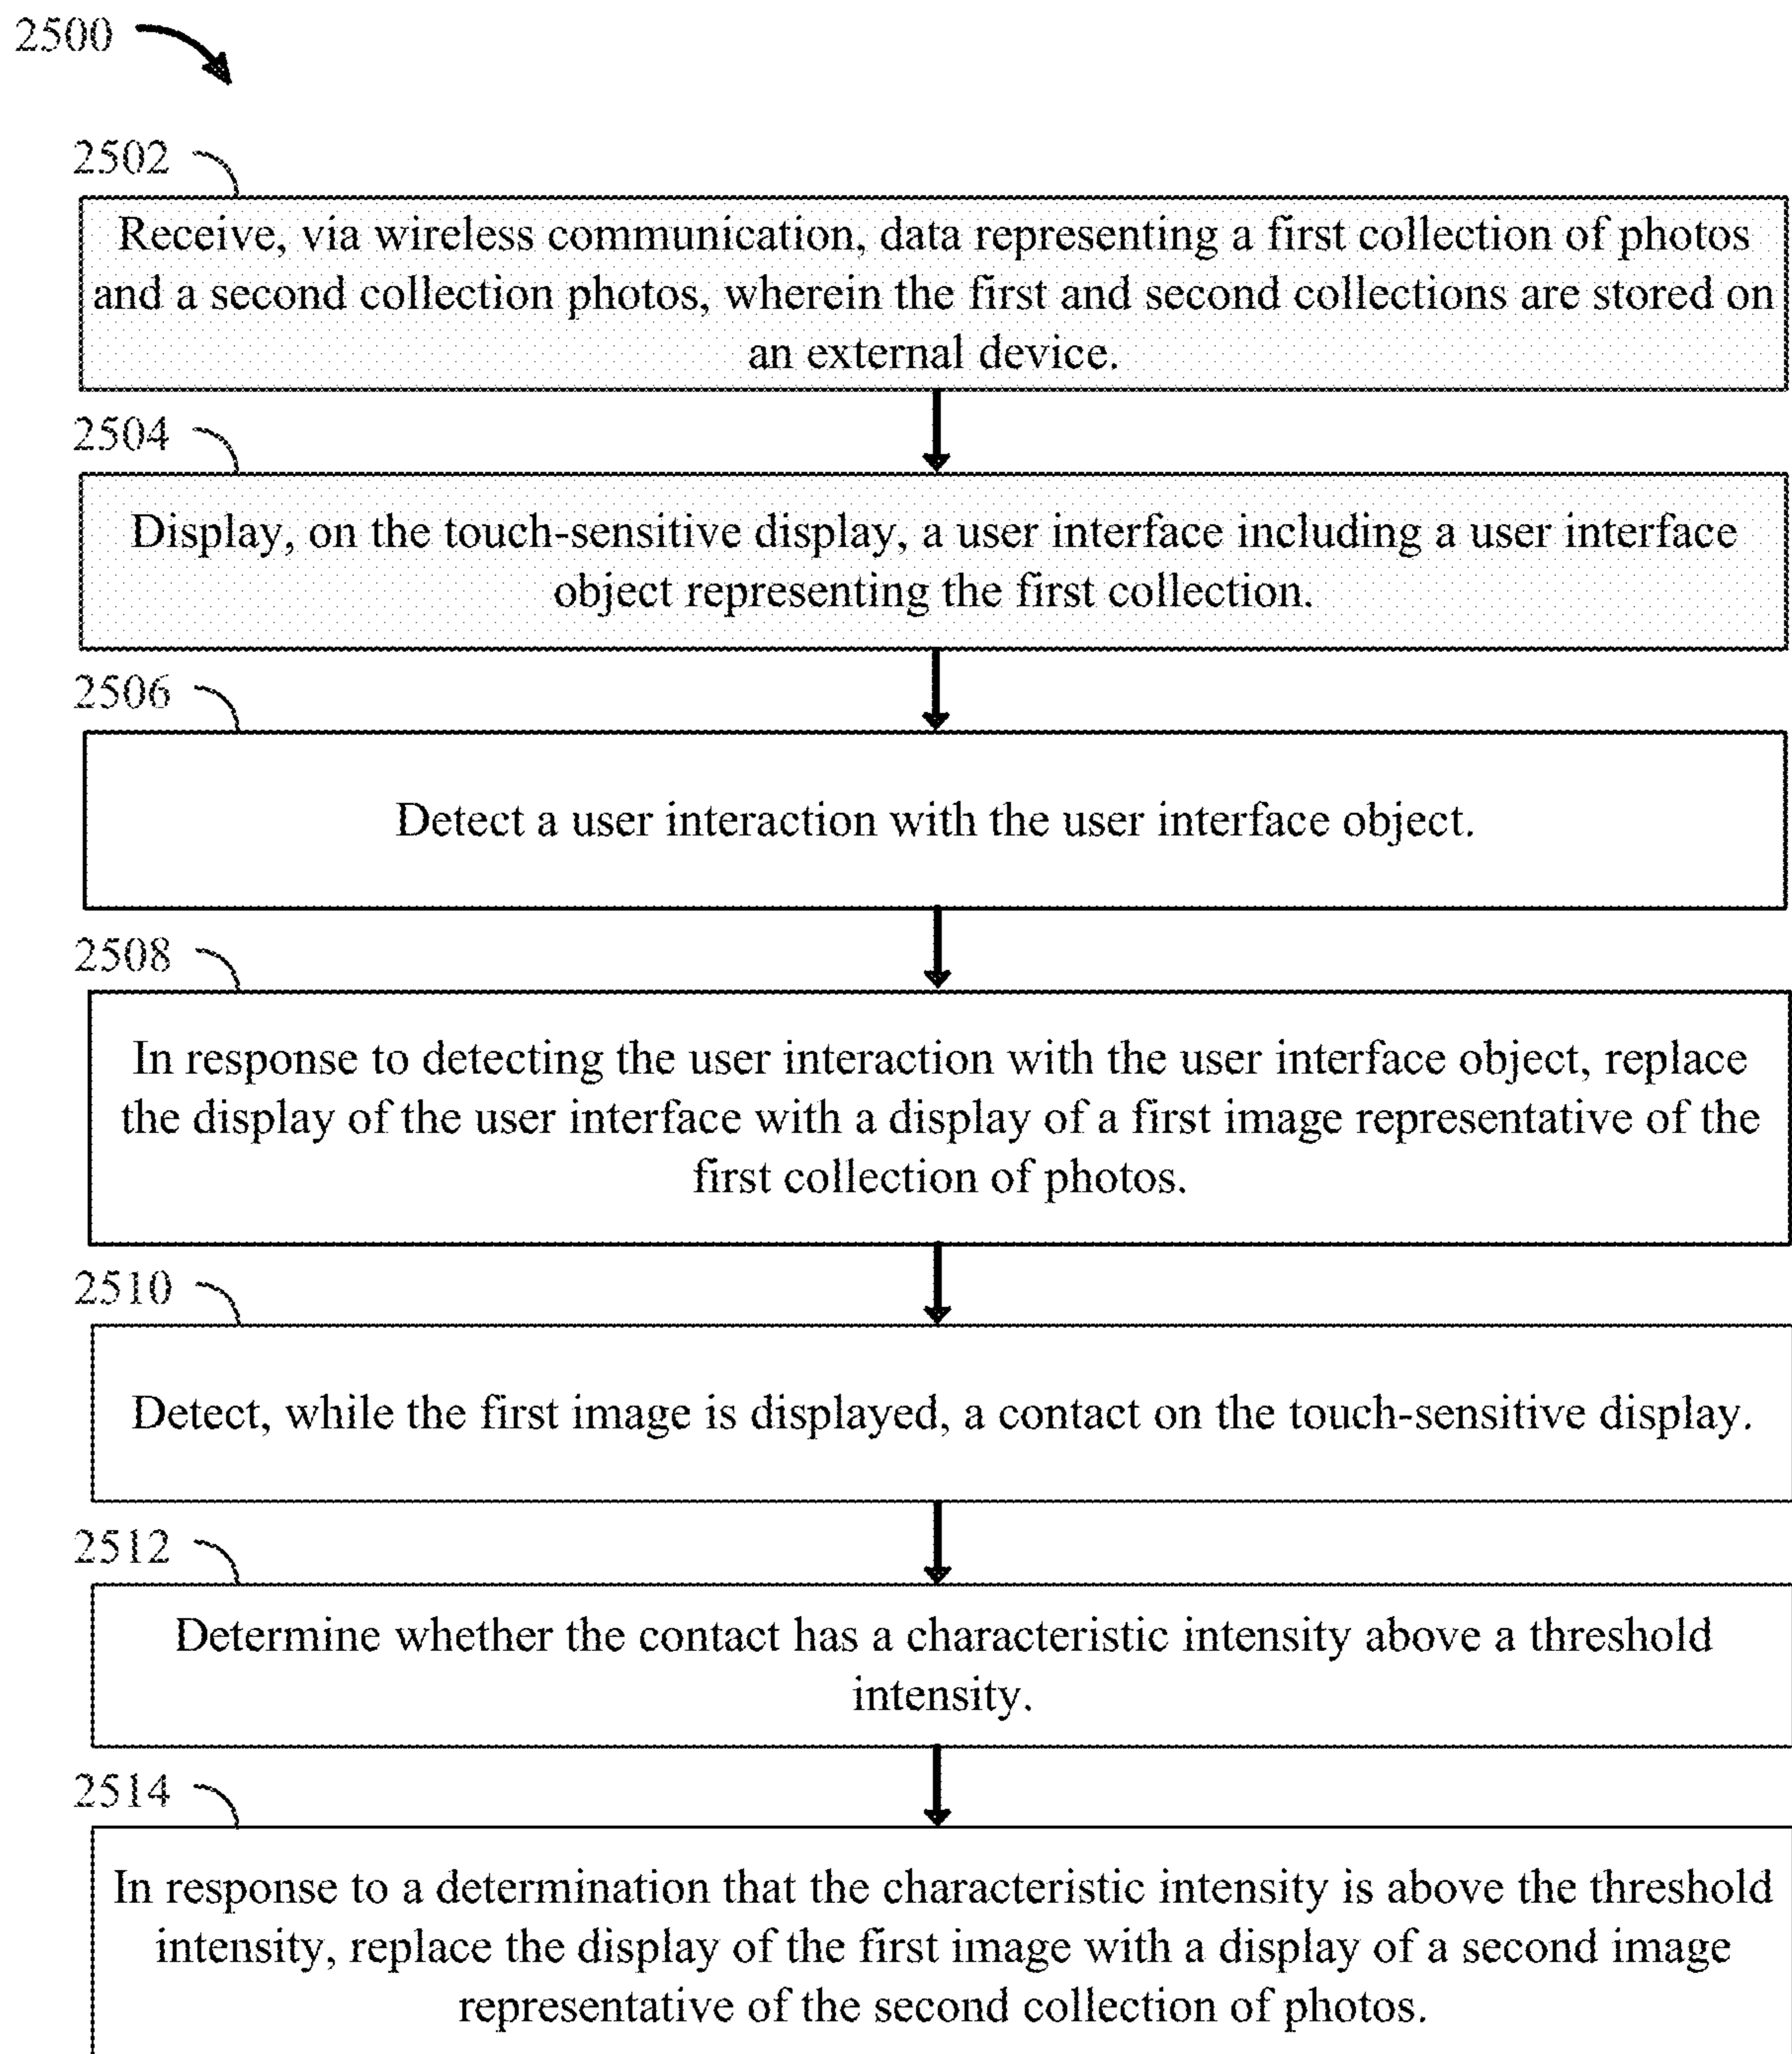 2500
2502
Receive, via wireless communication, data representing a first collection of photos
and a second collection photos, wherein the first and second collections are stored on
an external device.
2504
Display, on the touch-sensitive display, a user interface including a user interface
object representing the first collection.
2506
Detect a user interaction with the user interface object.
2508
In response to detecting the user interaction with the user interface object, replace
the display of the user interface with a display of a first image representative of the
first collection of photos.
2510
Detect, while the first image is displayed, a contact on the touch-sensitive display.
2512
Determine whether the contact has a characteristic intensity above a threshold
intensity.
2514
In response to a determination that the characteristic intensity is above the threshold
intensity, replace the display of the first image with a display of a second image
representative of the second collection of photos.